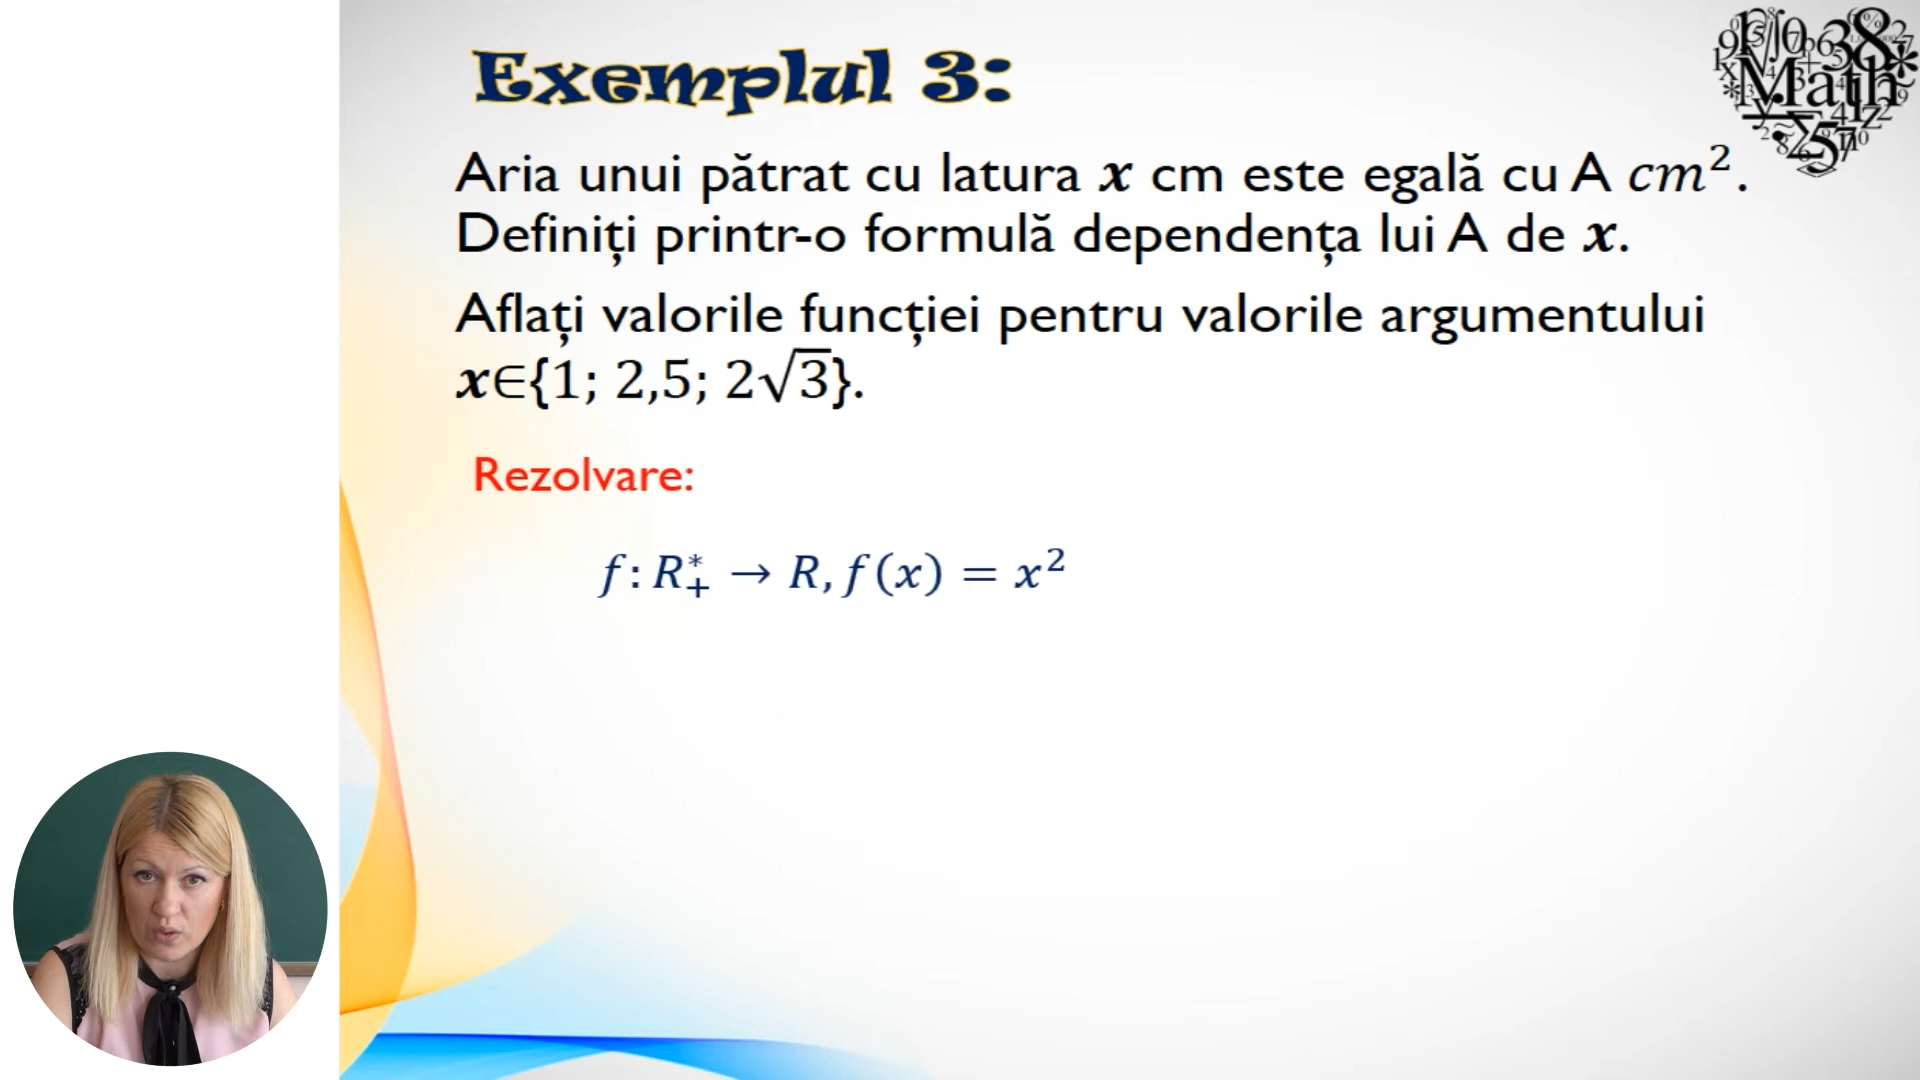 Exemplul 3:
Math
Aria unui pătrat cu latura x cm este egală cu A cm².
Definiți printr-o formulă dependența lui A de x.
Aflați valorile funcției pentru valorile argumentului
x∈{1; 2,5; 2√3}.
Rezolvare:
f: R₊* → R, f(x) = x²